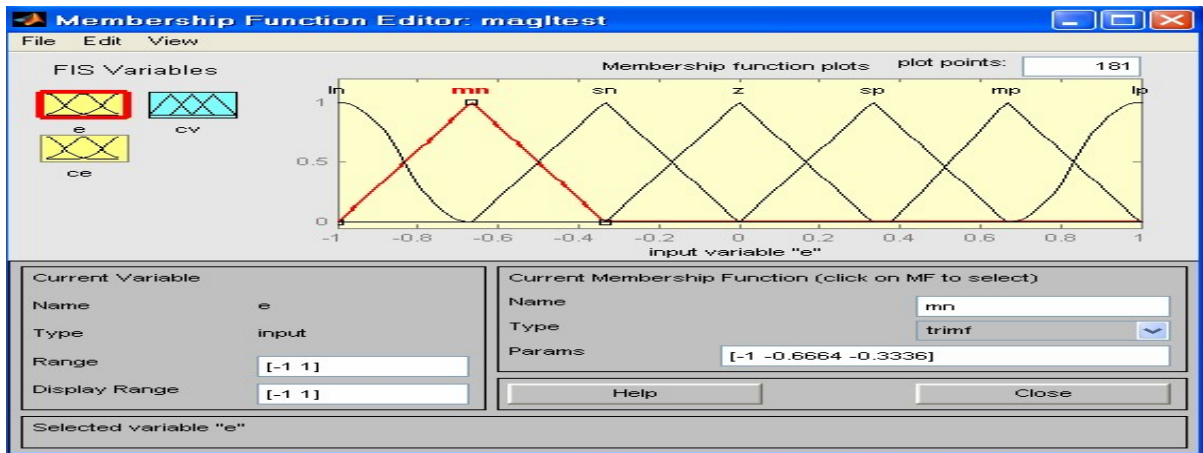 Membership Function Editor: magltest
File Edit View
FIS Variables
e
cv
ce
Membership function plots
plot points:
181
ln mn sn z sp mp lp
1
0.5
0
-1 -0.8 -0.6 -0.4 -0.2 0 0.2 0.4 0.6 0.8 1
input variable "e"
Current Variable
Name e
Type input
Range [-1 1]
Display Range [-1 1]
Current Membership Function (click on MF to select)
Name mn
Type trimf
Params [-1 -0.6664 -0.3336]
Help Close
Selected variable "e"